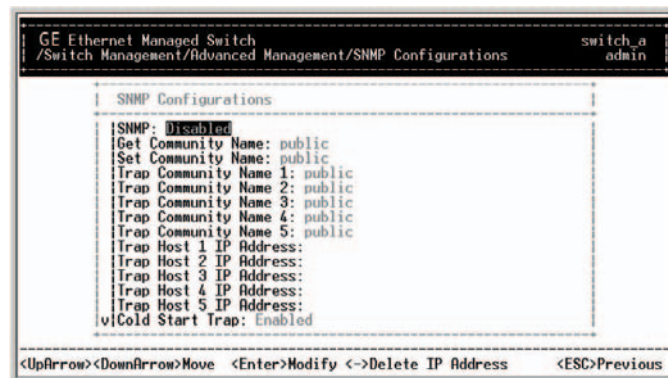 GE Ethernet Managed Switch switch_a
/Switch Management/Advanced Management/SNMP Configurations admin
SNMP Configurations
SNMP: Disabled
Get Community Name: public
Set Community Name: public
Trap Community Name 1: public
Trap Community Name 2: public
Trap Community Name 3: public
Trap Community Name 4: public
Trap Community Name 5: public
Trap Host 1 IP Address:
Trap Host 2 IP Address:
Trap Host 3 IP Address:
Trap Host 4 IP Address:
Trap Host 5 IP Address:
v|Cold Start Trap: Enabled
<UpArrow><DownArrow>Move <Enter>Modify <->Delete IP Address <ESC>Previous